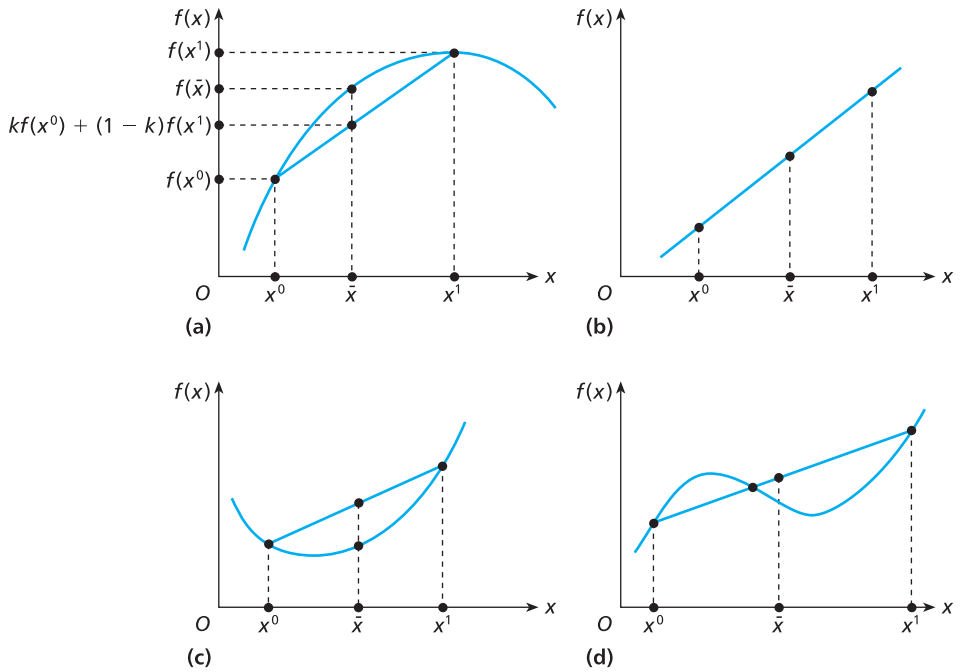 f(x)
f(x¹)
f(x̄)
kf(x⁰) + (1 − k)f(x¹)
f(x⁰)
O x⁰ x̄ x¹ x
(a)
f(x)
O x⁰ x̄ x¹ x
(b)
f(x)
O x⁰ x̄ x¹ x
(c)
f(x)
O x⁰ x̄ x¹ x
(d)